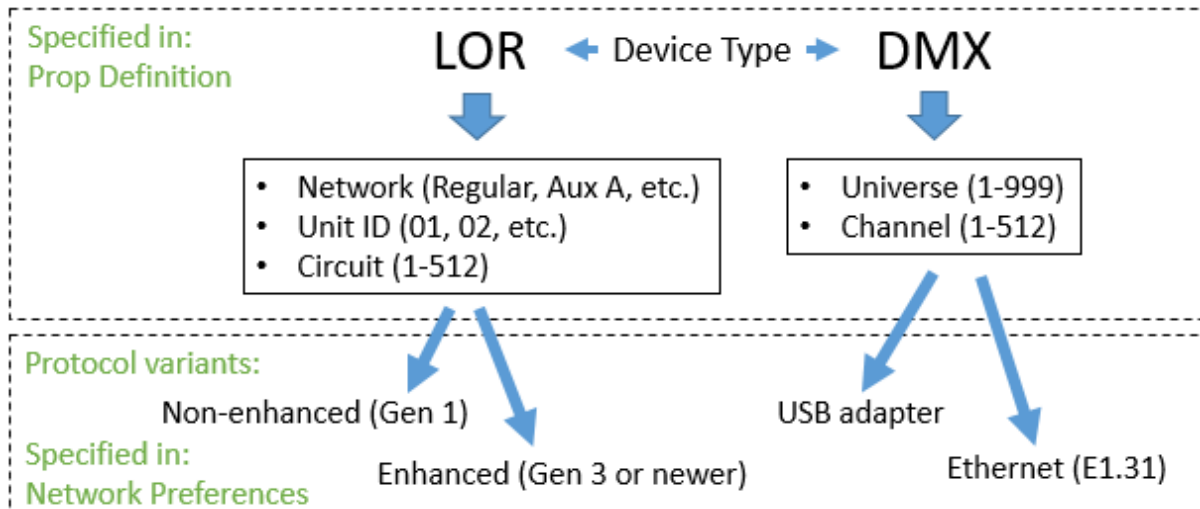 Specified in:
Prop Definition
LOR
Device Type
DMX
• Network (Regular, Aux A, etc.)
• Unit ID (01, 02, etc.)
• Circuit (1-512)
• Universe (1-999)
• Channel (1-512)
Protocol variants:
Non-enhanced (Gen 1)
USB adapter
Specified in:
Network Preferences
Enhanced (Gen 3 or newer)
Ethernet (E1.31)